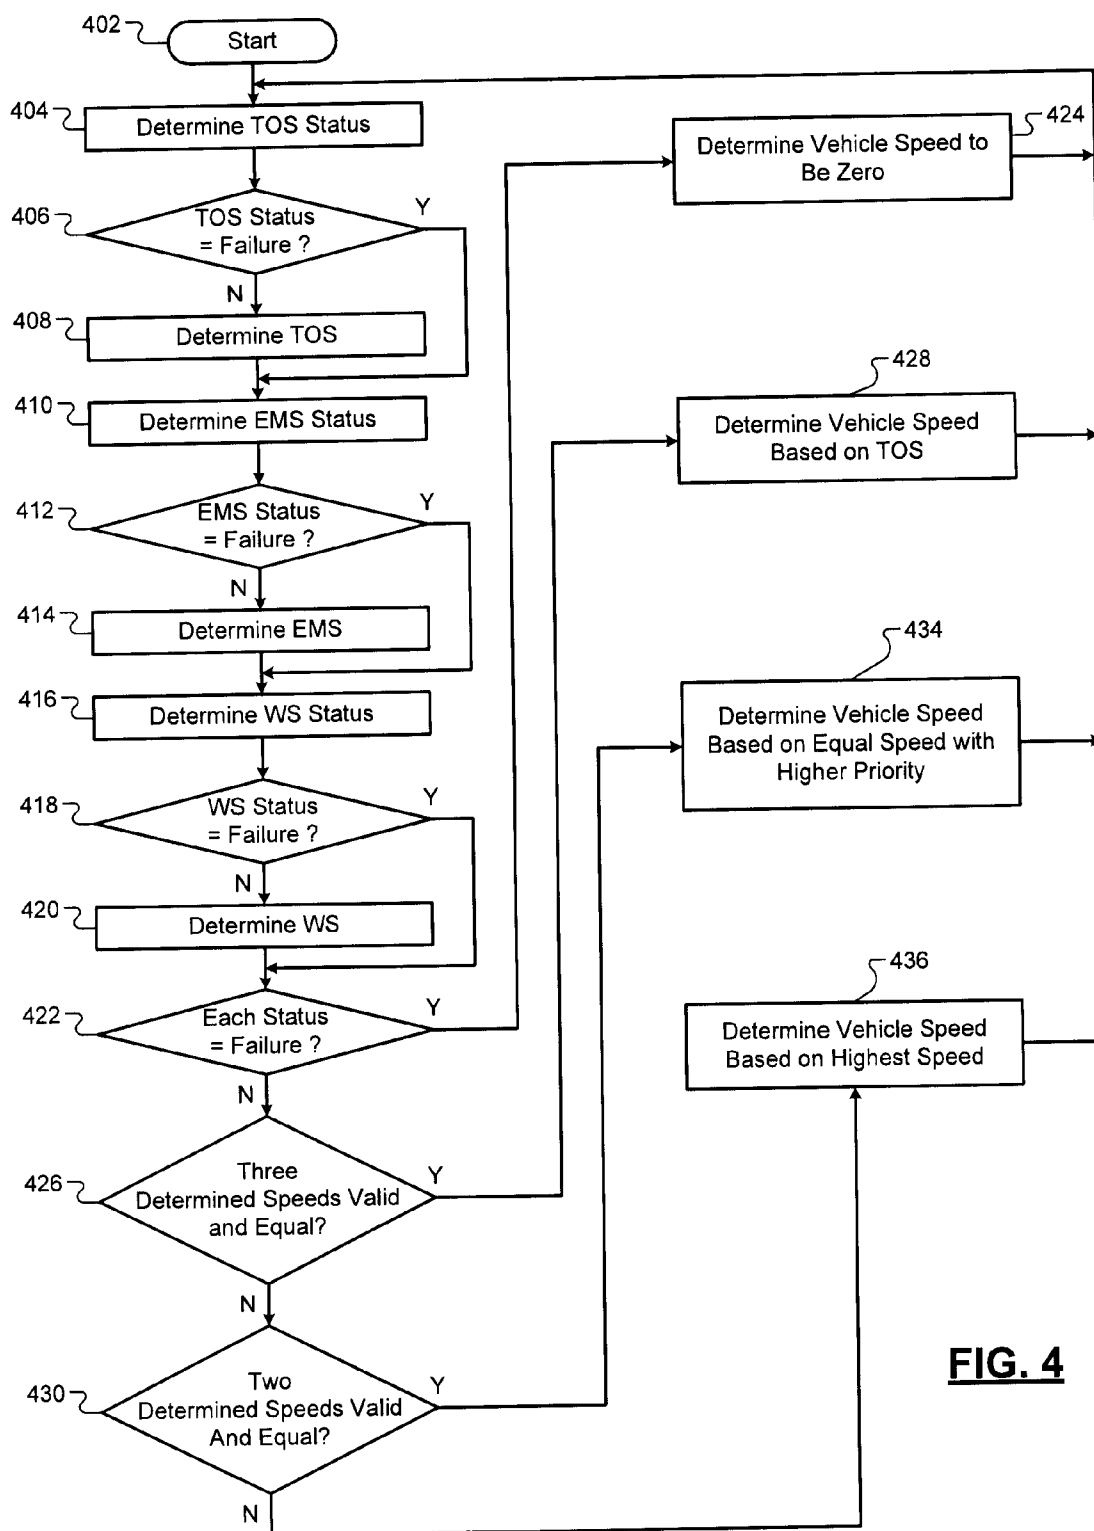 402
Start
404
Determine TOS Status
424
Determine Vehicle Speed to
Be Zero
406
TOS Status
= Failure ?
Y
N
408
Determine TOS
410
Determine EMS Status
428
Determine Vehicle Speed
Based on TOS
412
EMS Status
= Failure ?
Y
N
414
Determine EMS
434
Determine Vehicle Speed
Based on Equal Speed with
Higher Priority
416
Determine WS Status
418
WS Status
= Failure ?
Y
N
420
Determine WS
436
Determine Vehicle Speed
Based on Highest Speed
422
Each Status
= Failure ?
Y
N
426
Three
Determined Speeds Valid
and Equal?
Y
N
430
Two
Determined Speeds Valid
And Equal?
Y
N
FIG. 4